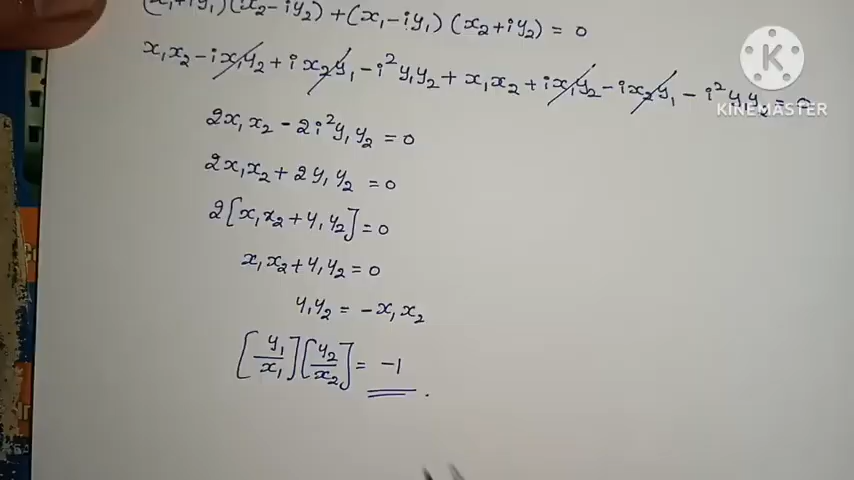 (x₁+iy₁)(x₂-iy₂)+(x₁-iy₁)(x₂+iy₂)=0
x₁x₂-ix₁y₂+ix₂y₁-i²y₁y₂+x₁x₂+ix₁y₂-ix₂y₁-i²y₁y₂=0
2x₁x₂-2i²y₁y₂=0
2x₁x₂+2y₁y₂=0
2[x₁x₂+y₁y₂]=0
x₁x₂+y₁y₂=0
y₁y₂=-x₁x₂
[y₁/x₁][y₂/x₂]=-1.
K
KINEMASTER